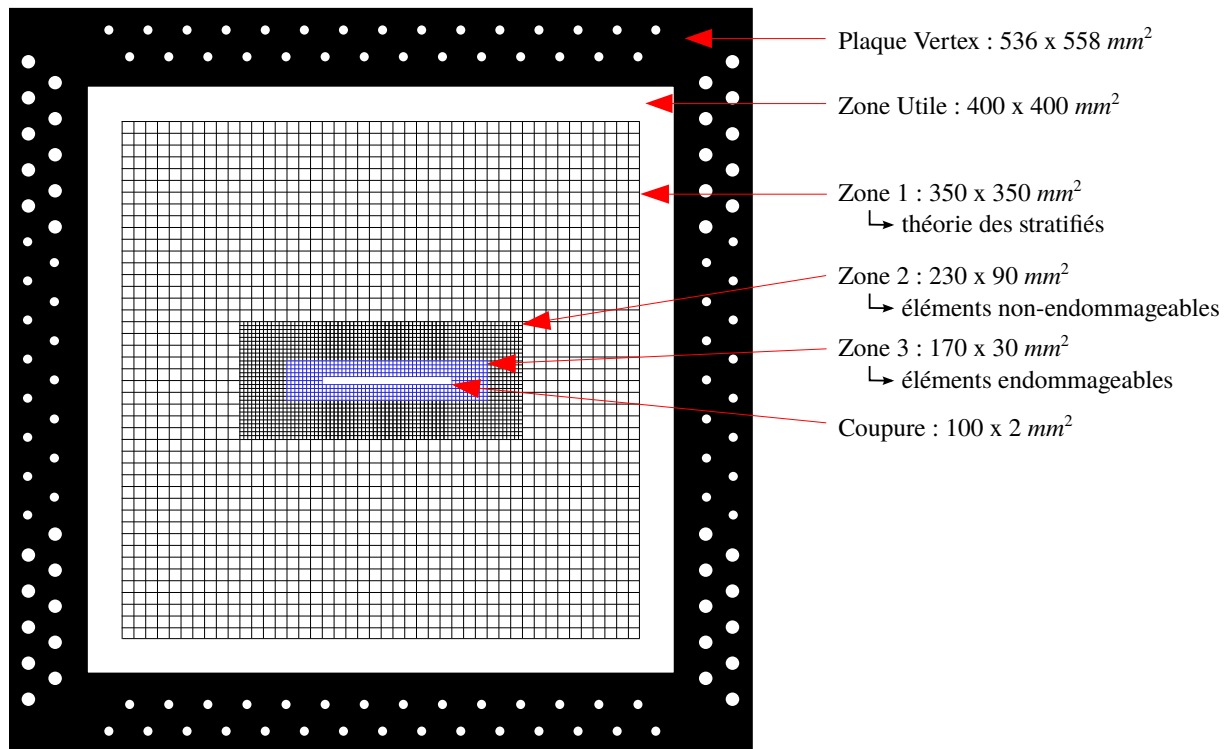 Plaque Vertex : 536 x 558 mm²
Zone Utile : 400 x 400 mm²
Zone 1 : 350 x 350 mm²
théorie des stratifiés
Zone 2 : 230 x 90 mm²
éléments non-endommageables
Zone 3 : 170 x 30 mm²
éléments endommageables
Coupure : 100 x 2 mm²